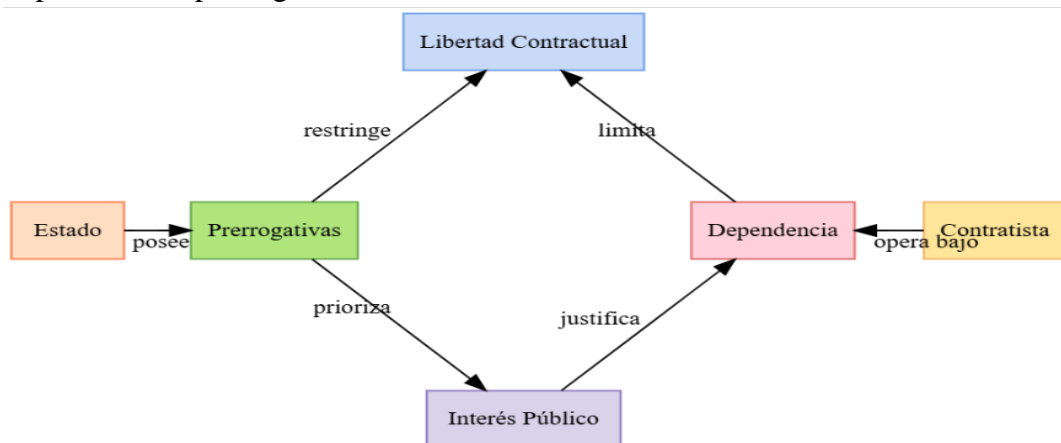 Libertad Contractual
restringe
limita
Estado
posee
Prerrogativas
Dependencia
opera bajo
Contratista
prioriza
justifica
Interés Público